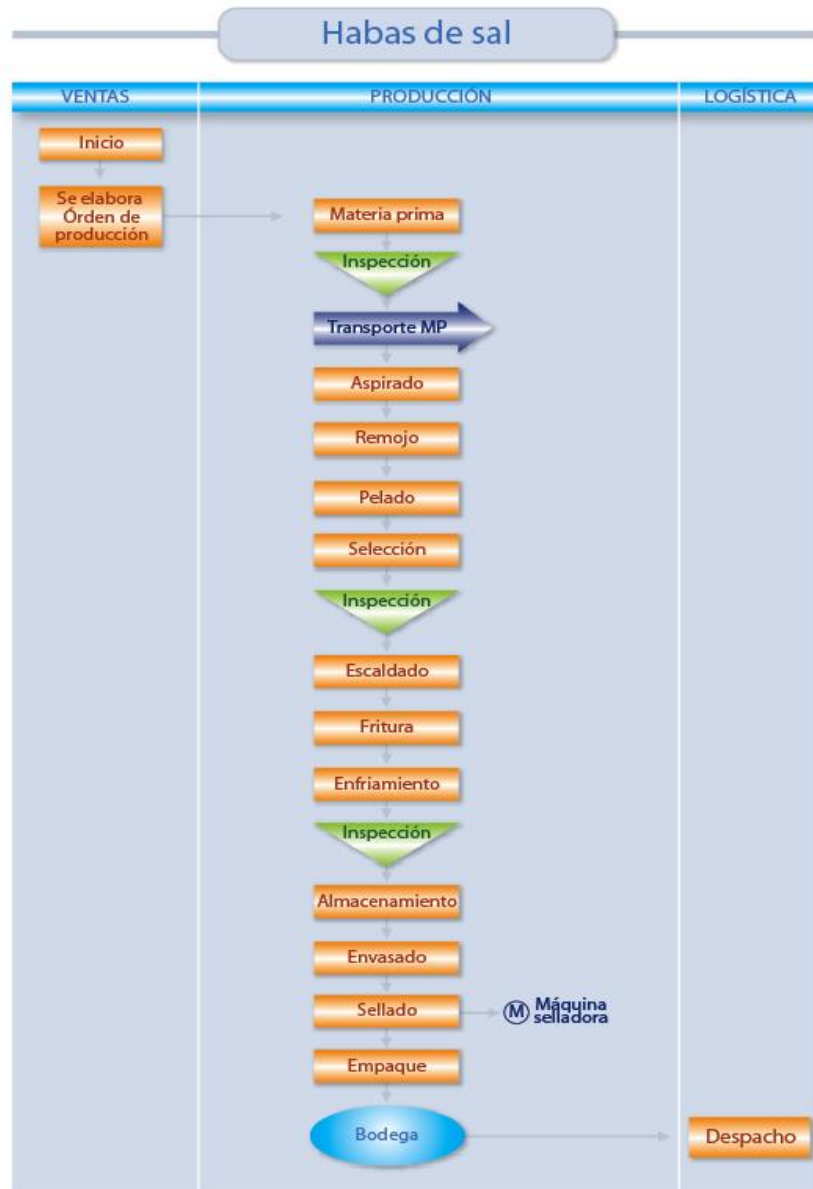 Habas de sal
VENTAS
PRODUCCIÓN
LOGÍSTICA
Inicio
Se elabora
Órden de
producción
Materia prima
Inspección
Transporte MP
Aspirado
Remojo
Pelado
Selección
Inspección
Escaldado
Fritura
Enfriamiento
Inspección
Almacenamiento
Envasado
Sellado
M Máquina
selladora
Empaque
Bodega
Despacho